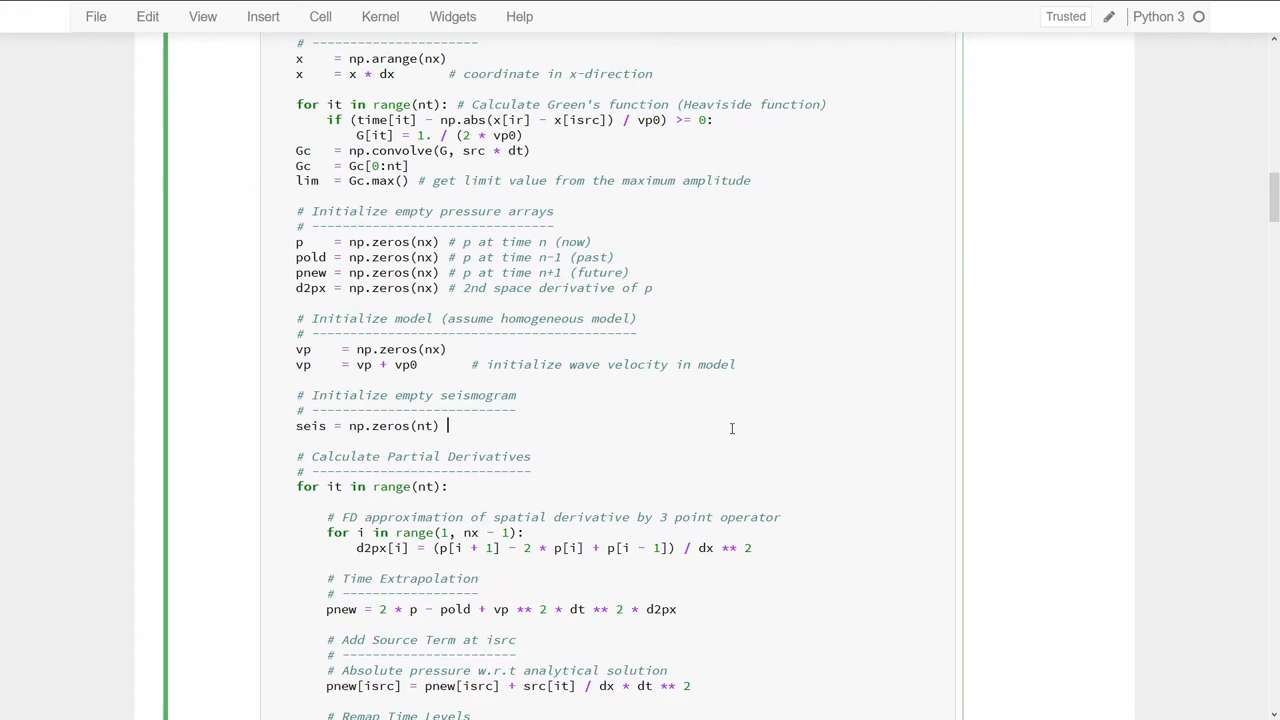 File Edit View Insert Cell Kernel Widgets Help Trusted Python 3
# ----------------------
x    = np.arange(nx)
x    = x * dx       # coordinate in x-direction
for it in range(nt): # Calculate Green's function (Heaviside function)
    if (time[it] - np.abs(x[ir] - x[isrc]) / vp0) >= 0:
        G[it] = 1. / (2 * vp0)
Gc   = np.convolve(G, src * dt)
Gc   = Gc[0:nt]
lim  = Gc.max() # get limit value from the maximum amplitude
# Initialize empty pressure arrays
# --------------------------------
p    = np.zeros(nx) # p at time n (now)
pold = np.zeros(nx) # p at time n-1 (past)
pnew = np.zeros(nx) # p at time n+1 (future)
d2px = np.zeros(nx) # 2nd space derivative of p
# Initialize model (assume homogeneous model)
# -------------------------------------------
vp    = np.zeros(nx)
vp    = vp + vp0       # initialize wave velocity in model
# Initialize empty seismogram
# ---------------------------
seis = np.zeros(nt)
# Calculate Partial Derivatives
# -----------------------------
for it in range(nt):
    # FD approximation of spatial derivative by 3 point operator
    for i in range(1, nx - 1):
        d2px[i] = (p[i + 1] - 2 * p[i] + p[i - 1]) / dx ** 2
    # Time Extrapolation
    # ------------------
    pnew = 2 * p - pold + vp ** 2 * dt ** 2 * d2px
    # Add Source Term at isrc
    # -----------------------
    # Absolute pressure w.r.t analytical solution
    pnew[isrc] = pnew[isrc] + src[it] / dx * dt ** 2
    # Remap Time Levels